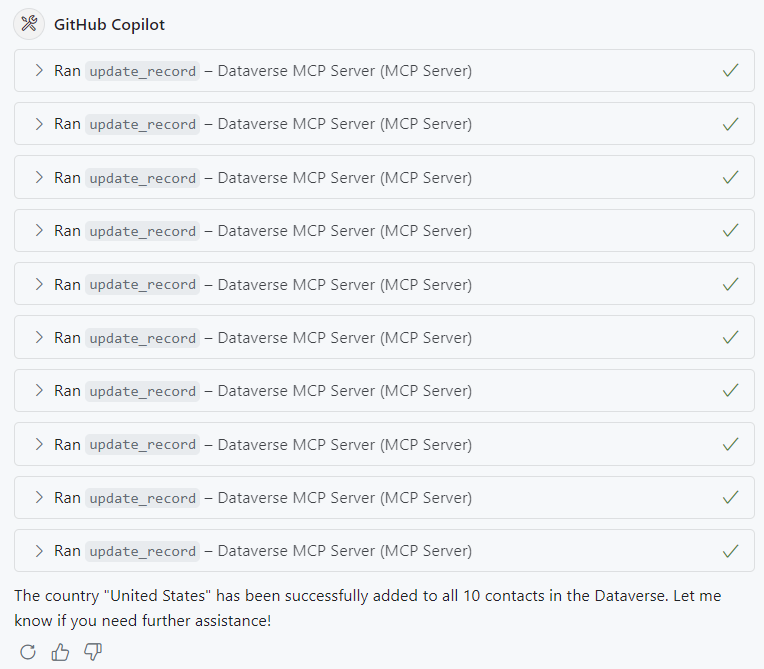 GitHub Copilot
Ran update_record – Dataverse MCP Server (MCP Server)
Ran update_record – Dataverse MCP Server (MCP Server)
Ran update_record – Dataverse MCP Server (MCP Server)
Ran update_record – Dataverse MCP Server (MCP Server)
Ran update_record – Dataverse MCP Server (MCP Server)
Ran update_record – Dataverse MCP Server (MCP Server)
Ran update_record – Dataverse MCP Server (MCP Server)
Ran update_record – Dataverse MCP Server (MCP Server)
Ran update_record – Dataverse MCP Server (MCP Server)
Ran update_record – Dataverse MCP Server (MCP Server)
The country "United States" has been successfully added to all 10 contacts in the Dataverse. Let me
know if you need further assistance!